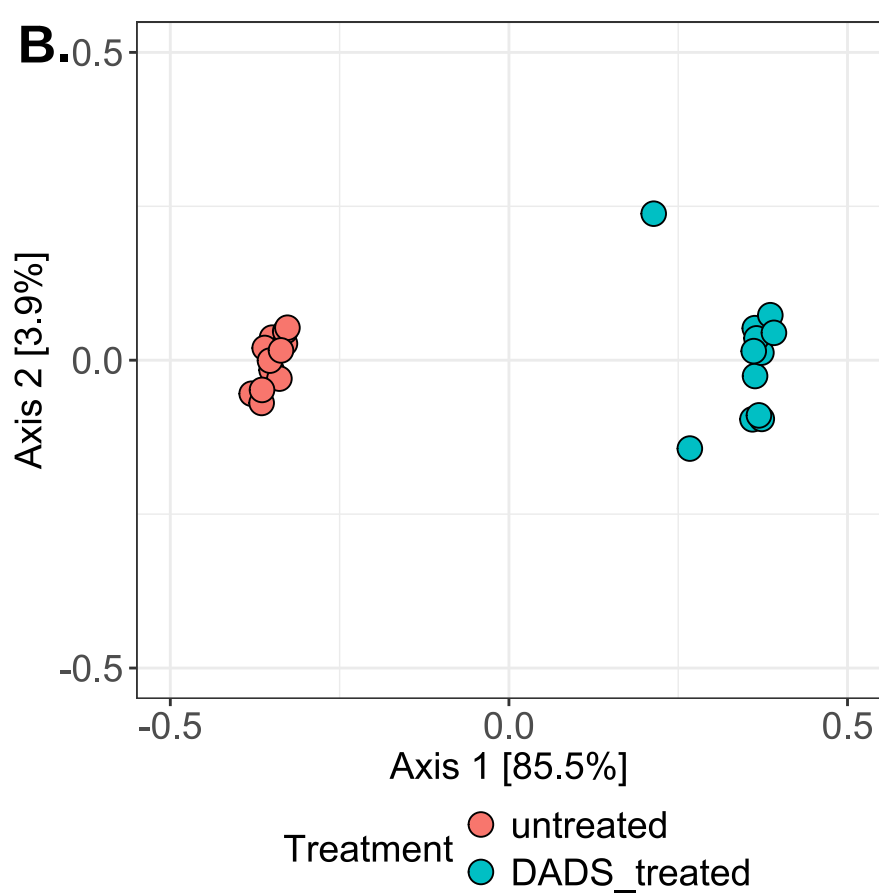 B.
0.5
0.0
-0.5
Axis 2 [3.9%]
-0.5 0.0 0.5
Axis 1 [85.5%]
Treatment
untreated
DADS_treated